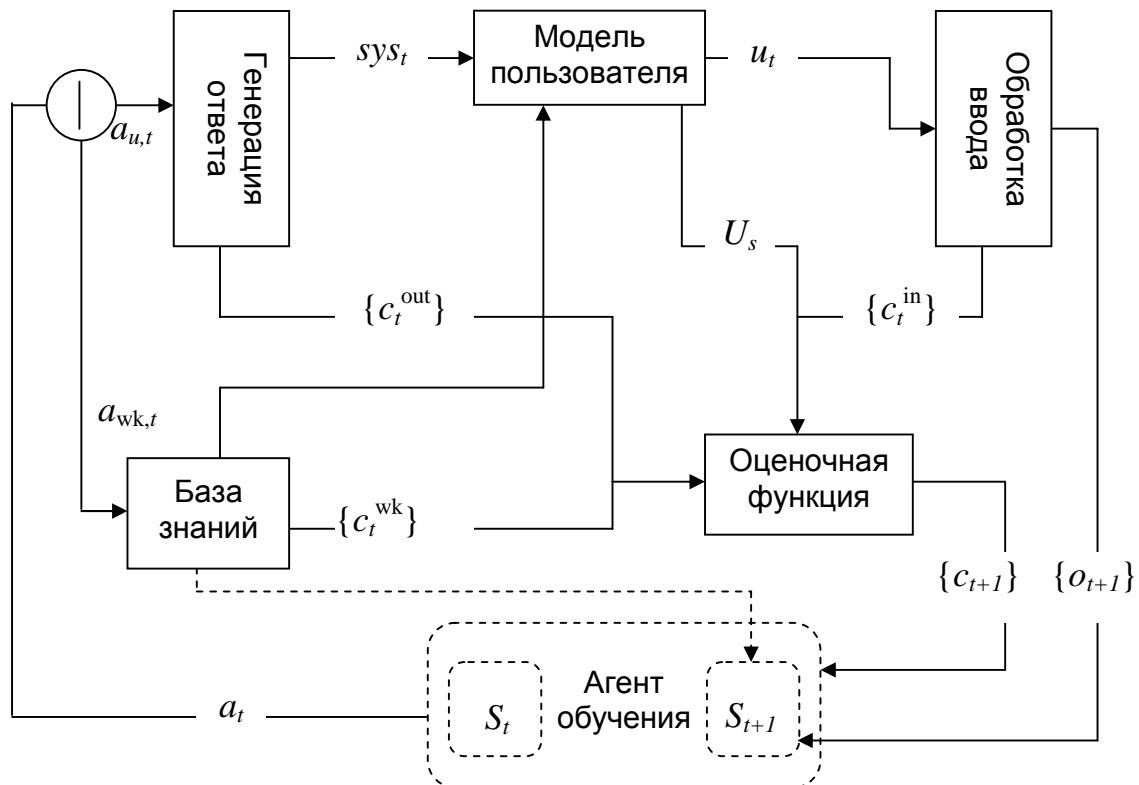 Генерация
ответа
sys_t
Модель
пользователя
u_t
Обработка
ввода
a_{u,t}
U_s
{c_t^{out}}
{c_t^{in}}
a_{wk,t}
База
знаний
{c_t^{wk}}
Оценочная
функция
{c_{t+1}}
{o_{t+1}}
a_t
S_t
Агент
обучения
S_{t+1}